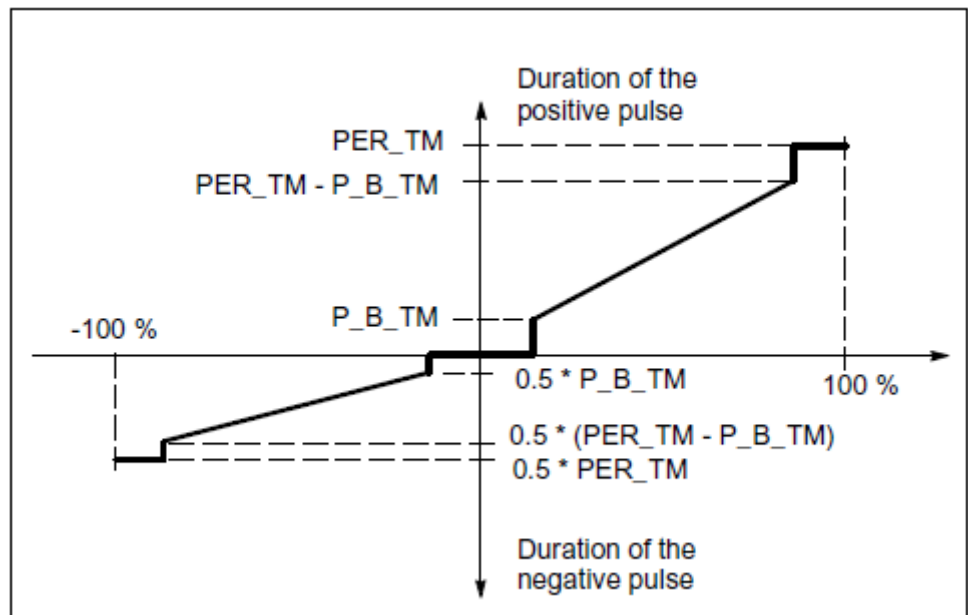 Duration of the
positive pulse
PER_TM
PER_TM - P_B_TM
P_B_TM
-100 %
0.5 * P_B_TM
100 %
0.5 * (PER_TM - P_B_TM)
0.5 * PER_TM
Duration of the
negative pulse